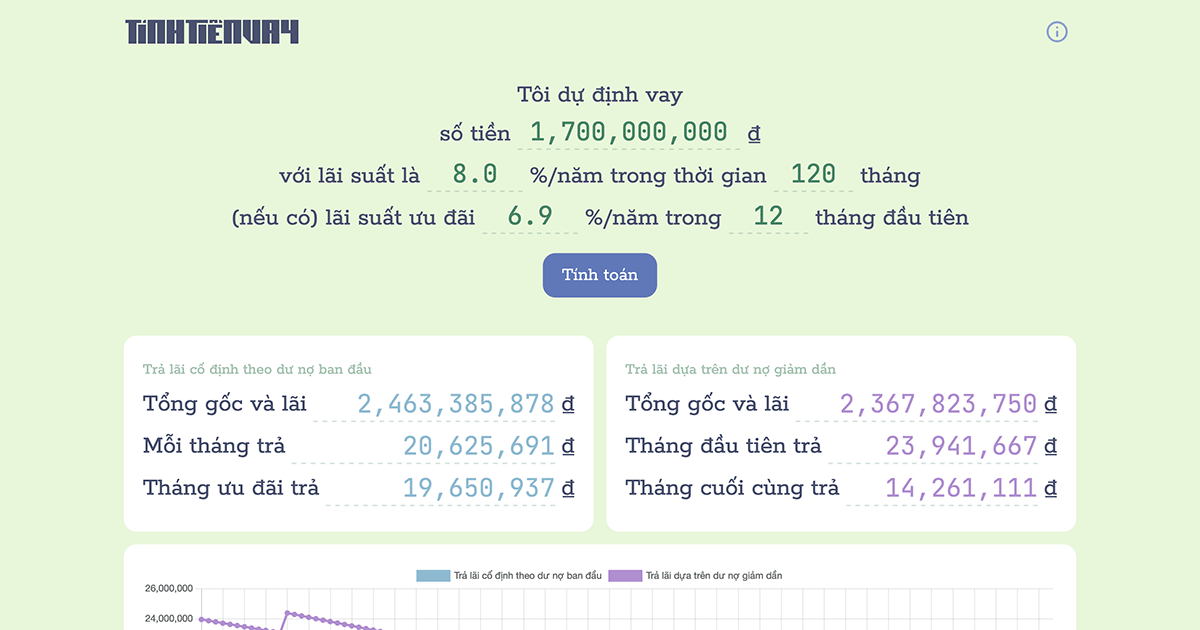 TÍNHTIỀNVAY
Tôi dự định vay
số tiền 1,700,000,000 đ
với lãi suất là 8.0 %/năm trong thời gian 120 tháng
(nếu có) lãi suất ưu đãi 6.9 %/năm trong 12 tháng đầu tiên
Tính toán
Trả lãi cố định theo dư nợ ban đầu
Tổng gốc và lãi 2,463,385,878 đ
Mỗi tháng trả 20,625,691 đ
Tháng ưu đãi trả 19,650,937 đ
Trả lãi dựa trên dư nợ giảm dần
Tổng gốc và lãi 2,367,823,750 đ
Tháng đầu tiên trả 23,941,667 đ
Tháng cuối cùng trả 14,261,111 đ
Trả lãi cố định theo dư nợ ban đầu Trả lãi dựa trên dư nợ giảm dần
26,000,000
24,000,000